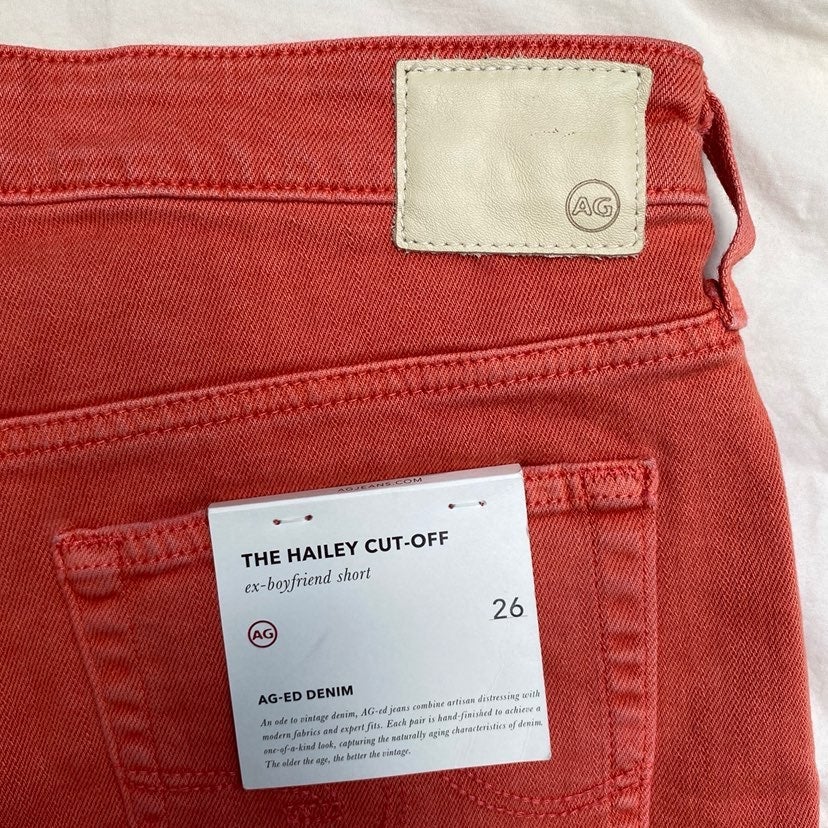 AG
AGJEANS.COM
THE HAILEY CUT-OFF
ex-boyfriend short
26
AG
AG-ED DENIM
An ode to vintage denim, AG-ed jeans combine artisan distressing with
modern fabrics and expert fits. Each pair is hand-finished to achieve a
one-of-a-kind look, capturing the naturally aging characteristics of denim.
The older the age, the better the vintage.